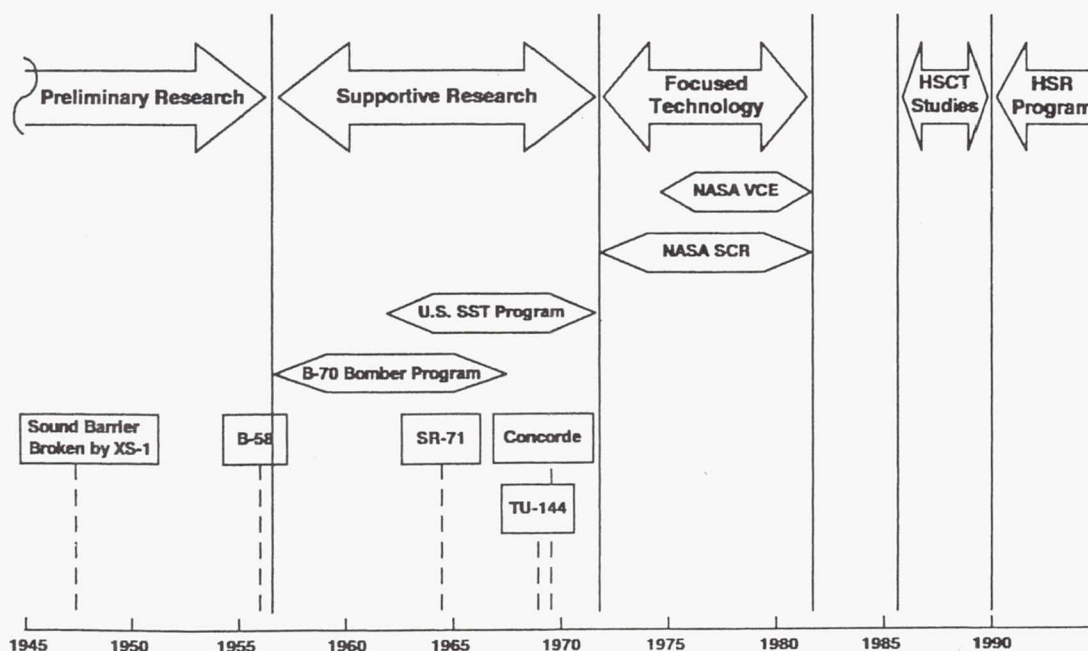 Preliminary Research
Supportive Research
Focused
Technology
HSCT
Studies
HSR
Program
NASA VCE
NASA SCR
U.S. SST Program
B-70 Bomber Program
Sound Barrier
Broken by XS-1
B-58
SR-71
Concorde
TU-144
1945 1950 1955 1960 1965 1970 1975 1980 1985 1990